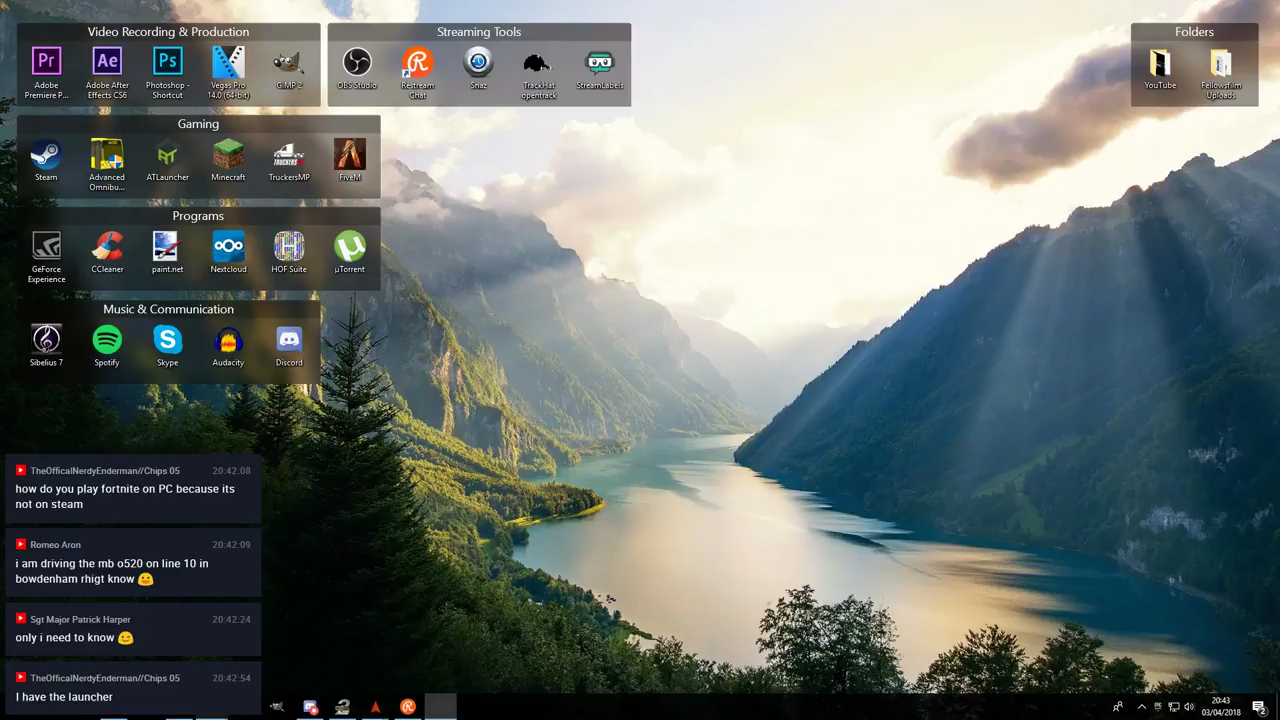 Video Recording & Production
Adobe Premiere P...
Adobe After Effects CS6
Photoshop - Shortcut
Vegas Pro 14.0 (64-bit)
GIMP 2
Streaming Tools
OBS Studio
Restream Chat
Snaz
TrackHat opentrack
StreamLabels
Folders
YouTube
Fellowsfilm Uploads
Gaming
Steam
Advanced Omnibu...
ATLauncher
Minecraft
TruckersMP
FiveM
Programs
GeForce Experience
CCleaner
paint.net
Nextcloud
HOF Suite
µTorrent
Music & Communication
Sibelius 7
Spotify
Skype
Audacity
Discord
TheOfficalNerdyEnderman//Chips 05 20:42:08
how do you play fortnite on PC because its
not on steam
Romeo Aron 20:42:09
i am driving the mb o520 on line 10 in
bowdenham rhigt know
Sgt Major Patrick Harper 20:42:24
only i need to know
TheOfficalNerdyEnderman//Chips 05 20:42:54
I have the launcher
20:43
03/04/2018